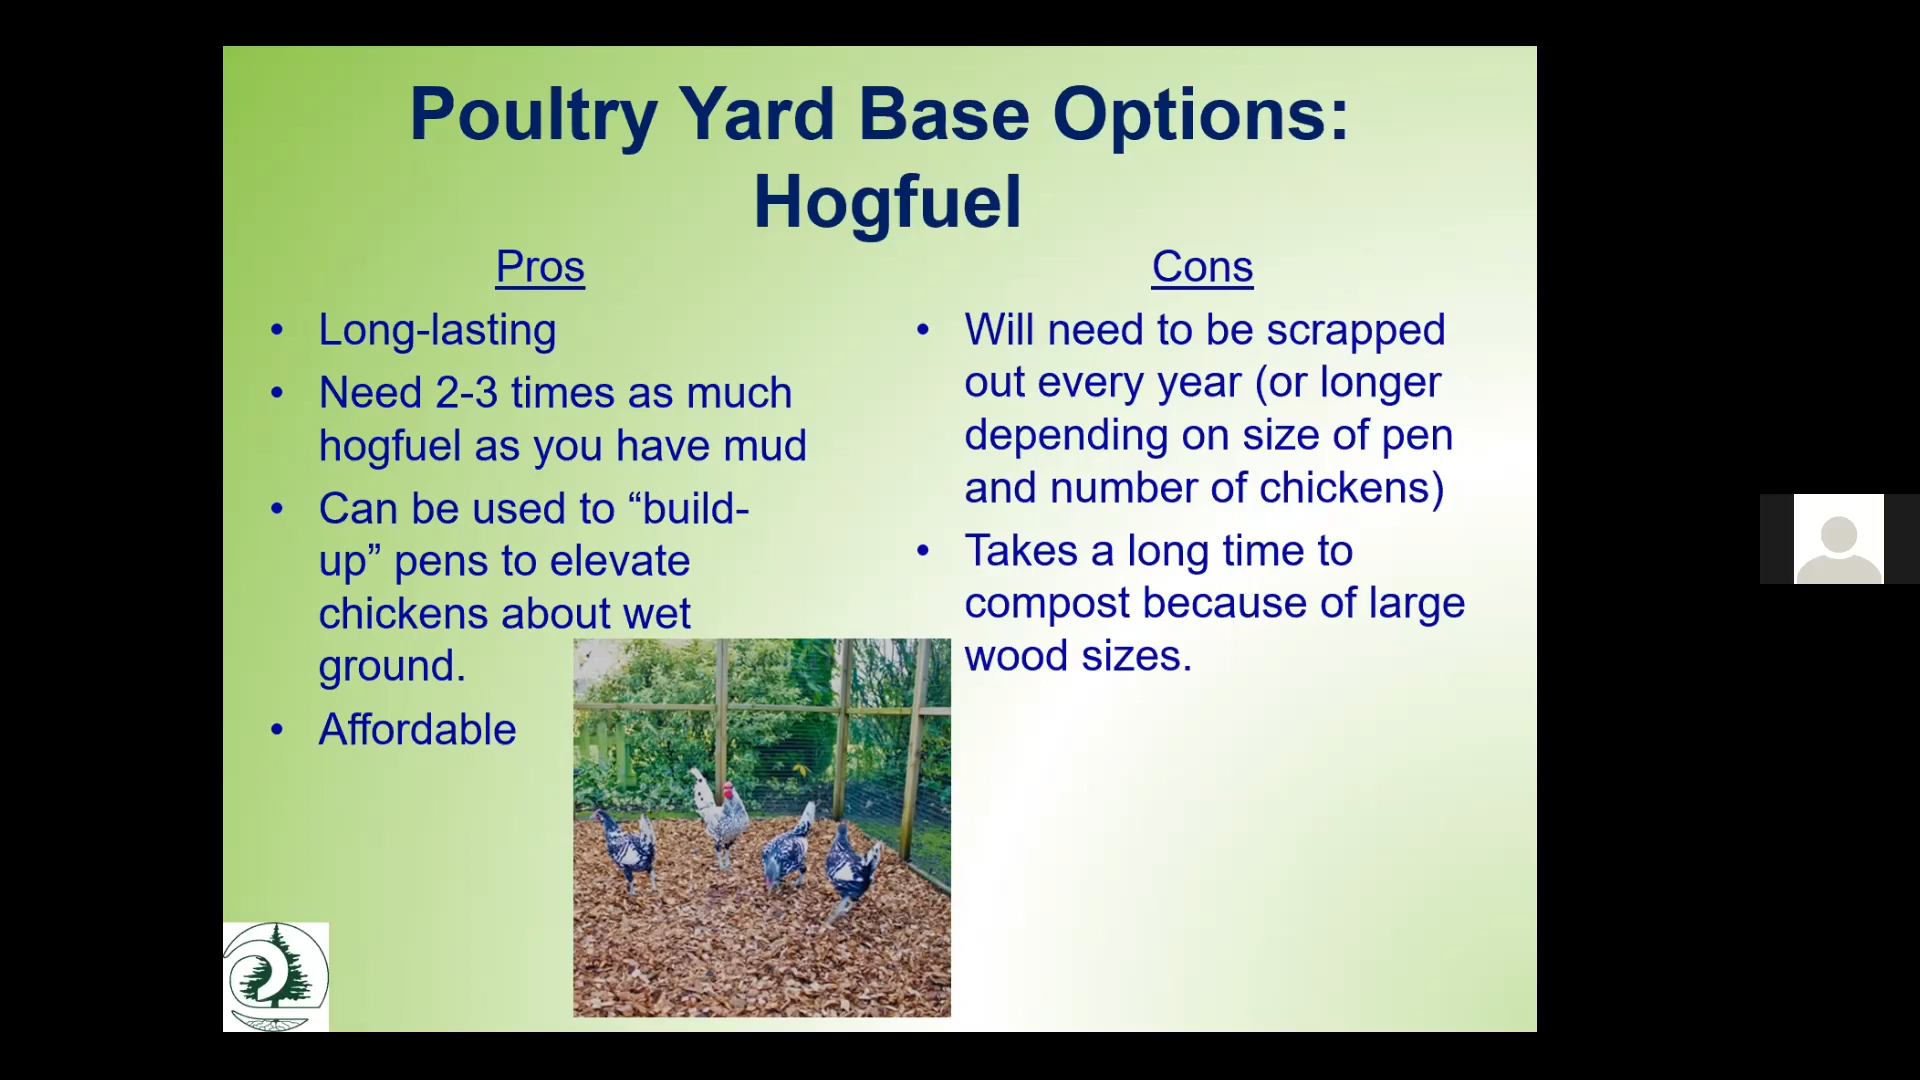 Poultry Yard Base Options:
Hogfuel
Pros
• Long-lasting
• Need 2-3 times as much
hogfuel as you have mud
• Can be used to “build-
up” pens to elevate
chickens about wet
ground.
• Affordable
Cons
• Will need to be scrapped
out every year (or longer
depending on size of pen
and number of chickens)
• Takes a long time to
compost because of large
wood sizes.